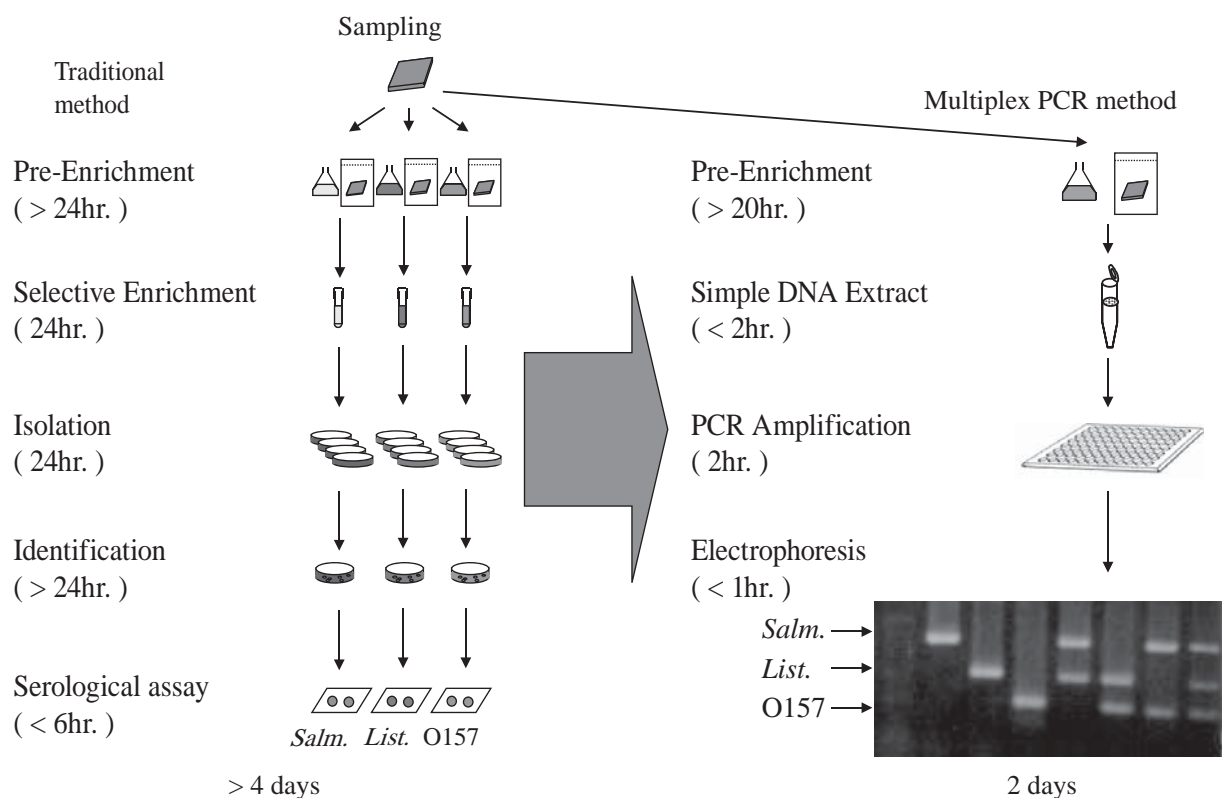 Sampling
Traditional
method
Pre-Enrichment
( > 24hr. )
Selective Enrichment
( 24hr. )
Isolation
( 24hr. )
Identification
( > 24hr. )
Serological assay
( < 6hr. )
Salm. List. O157
> 4 days
Multiplex PCR method
Pre-Enrichment
( > 20hr. )
Simple DNA Extract
( < 2hr. )
PCR Amplification
( 2hr. )
Electrophoresis
( < 1hr. )
Salm.
List.
O157
2 days